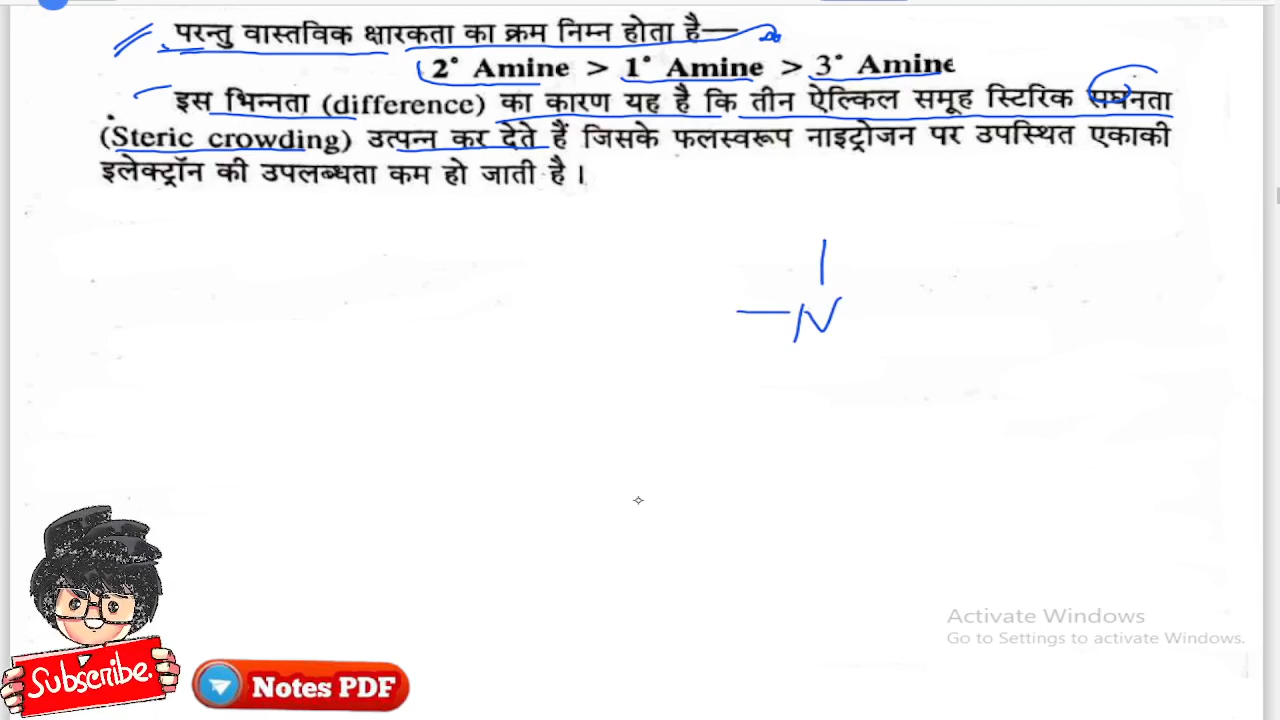 परन्तु वास्तविक क्षारकता का क्रम निम्न होता है—
2° Amine > 1° Amine > 3° Amine
इस भिन्नता (difference) का कारण यह है कि तीन ऐल्किल समूह स्टिरिक सघनता
(Steric crowding) उत्पन्न कर देते हैं जिसके फलस्वरूप नाइट्रोजन पर उपस्थित एकाकी
इलेक्ट्रॉन की उपलब्धता कम हो जाती है ।
N
Activate Windows
Go to Settings to activate Windows.
Subscribe.
Notes PDF